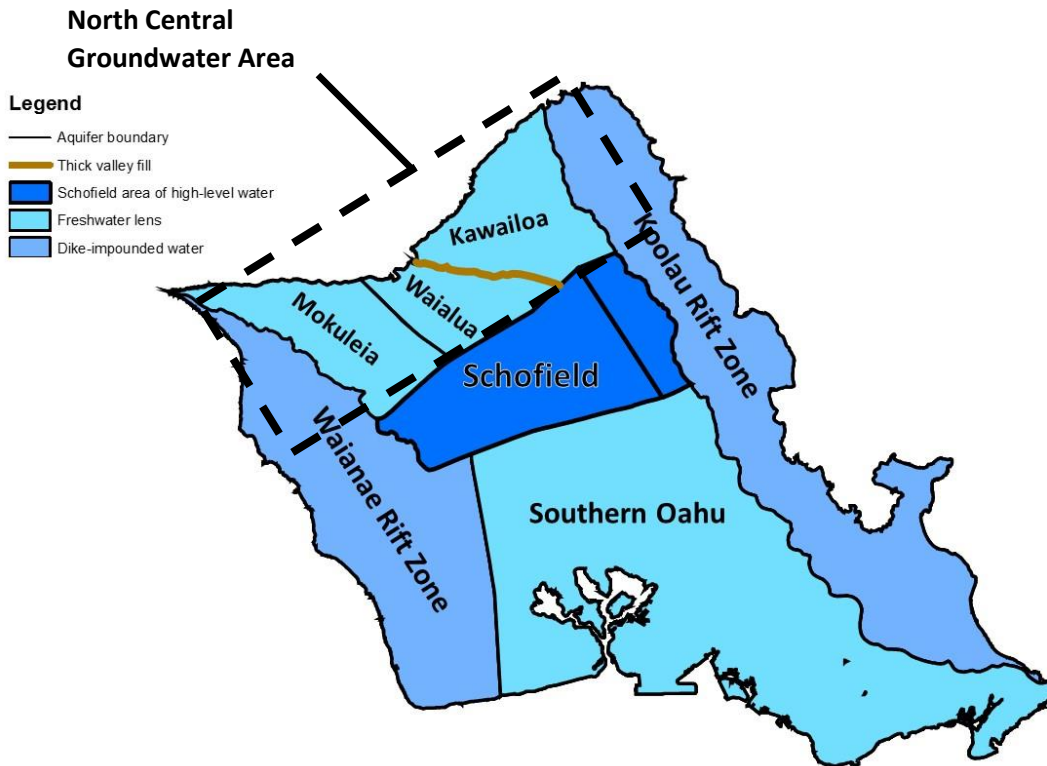 North Central
Groundwater Area
Legend
Aquifer boundary
Thick valley fill
Schofield area of high-level water
Freshwater lens
Dike-impounded water
Kawailoa
Waialua
Mokuleia
Koolau Rift Zone
Schofield
Waianae Rift Zone
Southern Oahu